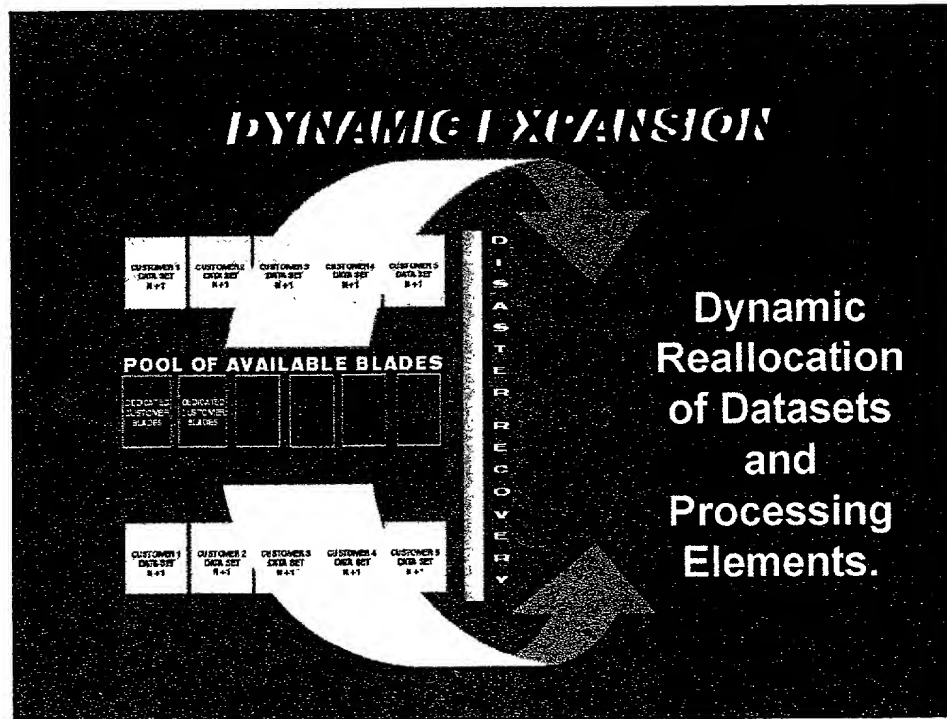 DYNAMIC EXPANSION
CUSTOMER 1
DATA SET
N+1
CUSTOMER 2
DATA SET
N+1
CUSTOMER 3
DATA SET
N+1
CUSTOMER 4
DATA SET
N+1
CUSTOMER 5
DATA SET
N+1
POOL OF AVAILABLE BLADES
DEDICATED
CUSTOMER
BLADES
DEDICATED
CUSTOMER
BLADES
CUSTOMER 1
DATA SET
N+1
CUSTOMER 2
DATA SET
N+1
CUSTOMER 3
DATA SET
N+1
CUSTOMER 4
DATA SET
N+1
CUSTOMER 5
DATA SET
N+1
DISASTER RECOVERY
Dynamic
Reallocation
of Datasets
and
Processing
Elements.